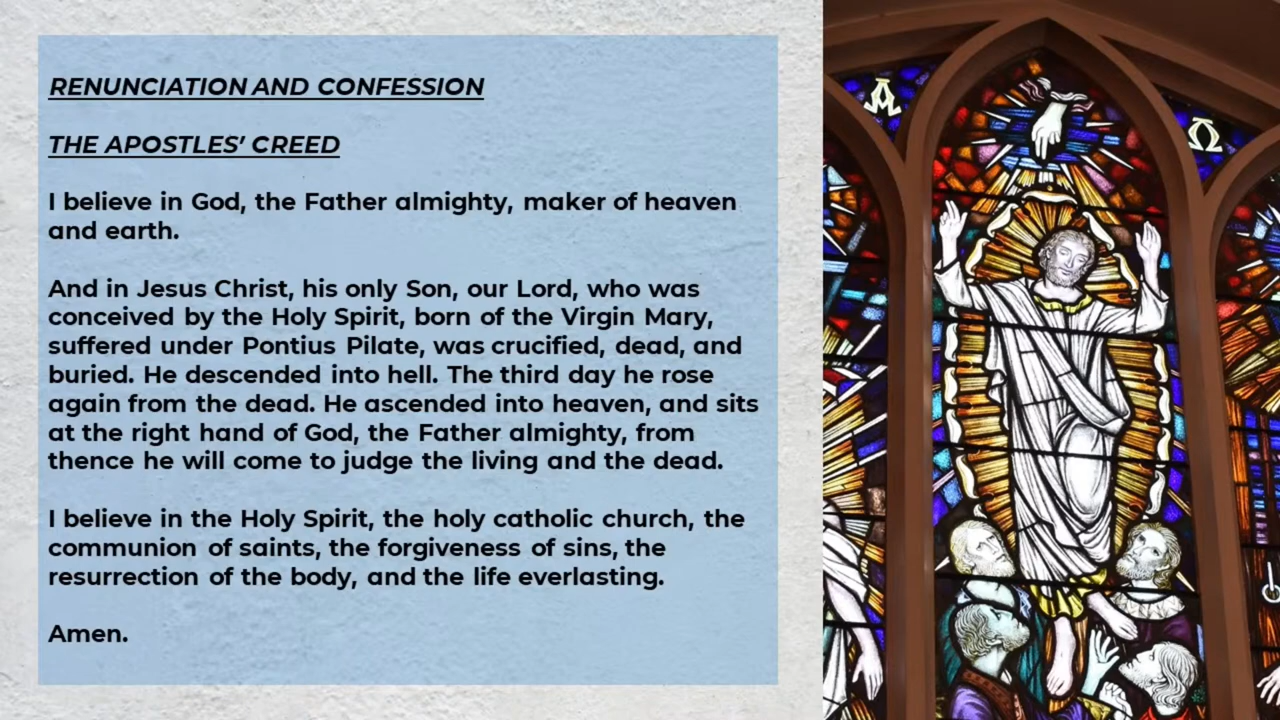 RENUNCIATION AND CONFESSION
THE APOSTLES’ CREED
I believe in God, the Father almighty, maker of heaven
and earth.
And in Jesus Christ, his only Son, our Lord, who was
conceived by the Holy Spirit, born of the Virgin Mary,
suffered under Pontius Pilate, was crucified, dead, and
buried. He descended into hell. The third day he rose
again from the dead. He ascended into heaven, and sits
at the right hand of God, the Father almighty, from
thence he will come to judge the living and the dead.
I believe in the Holy Spirit, the holy catholic church, the
communion of saints, the forgiveness of sins, the
resurrection of the body, and the life everlasting.
Amen.
Α
Ω